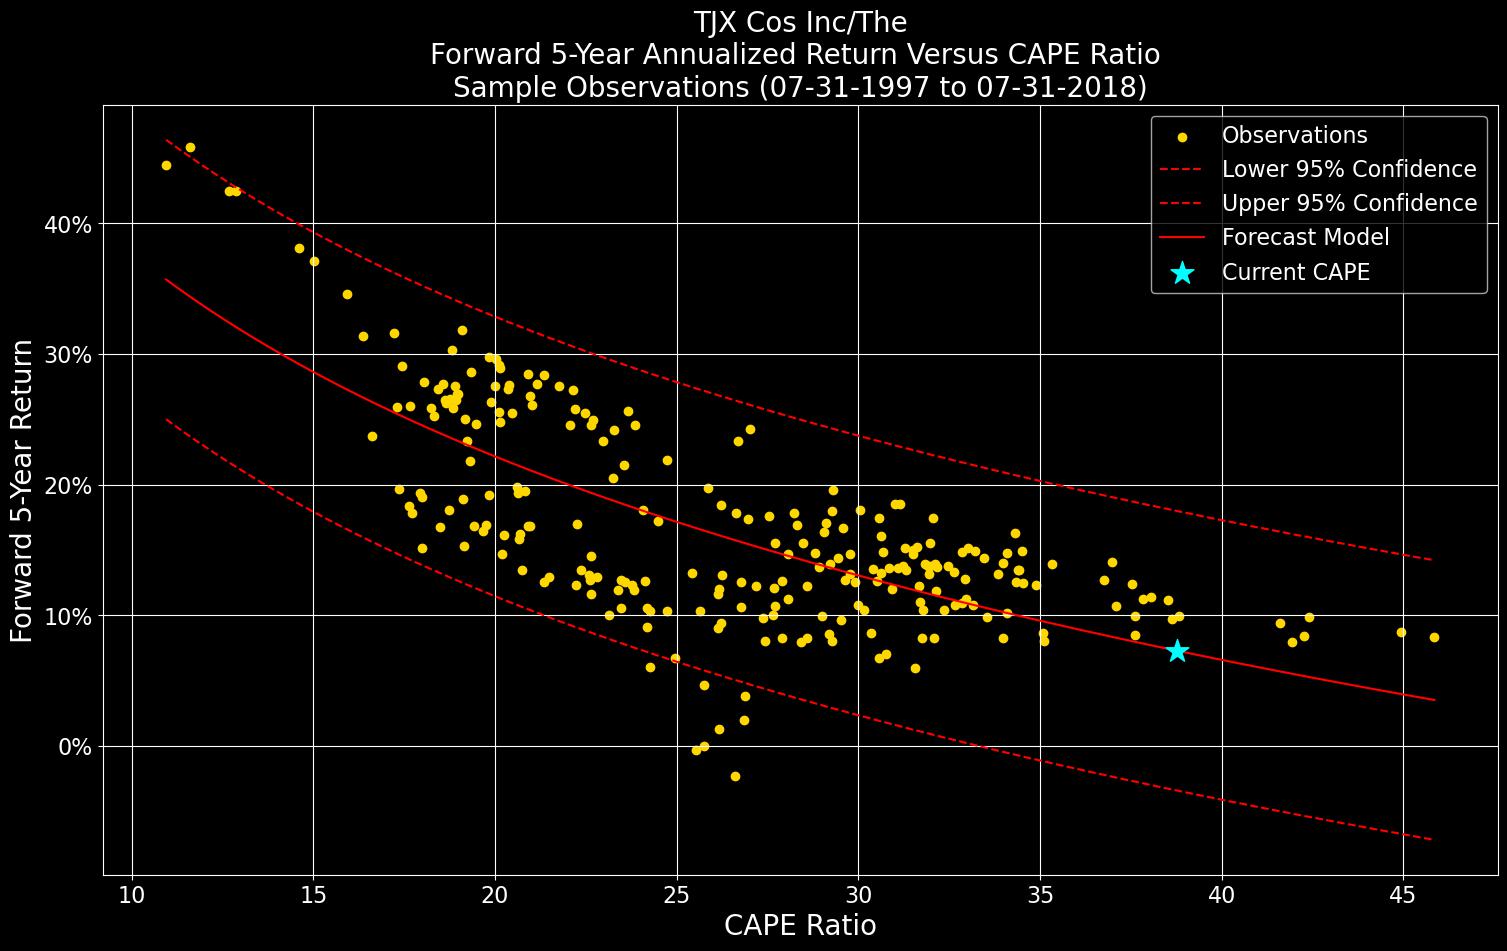 TJX Cos Inc/The
Forward 5-Year Annualized Return Versus CAPE Ratio
Sample Observations (07-31-1997 to 07-31-2018)
Observations
Lower 95% Confidence
Upper 95% Confidence
Forecast Model
Current CAPE
Forward 5-Year Return
40%
30%
20%
10%
0%
10 15 20 25 30 35 40 45
CAPE Ratio